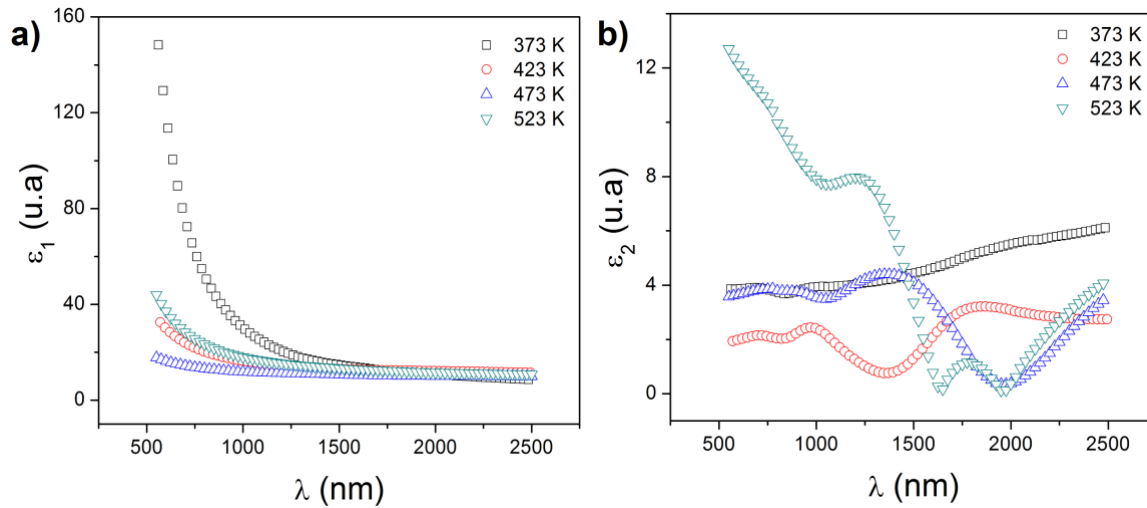 a)
160
120
80
40
0
ε1 (u.a)
500 1000 1500 2000 2500
λ (nm)
373 K
423 K
473 K
523 K
b)
12
8
4
0
ε2 (u.a)
500 1000 1500 2000 2500
λ (nm)
373 K
423 K
473 K
523 K